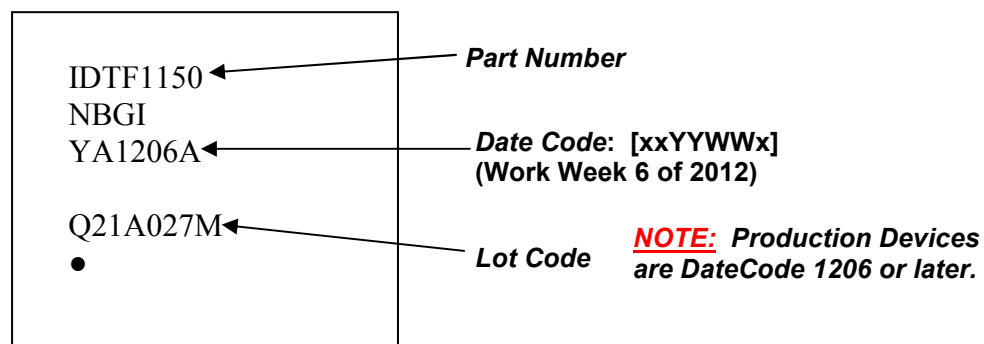 IDTF1150
NBGI
YA1206A
Q21A027M
●
Part Number
Date Code: [xxYYWWx]
(Work Week 6 of 2012)
Lot Code
NOTE: Production Devices
are DateCode 1206 or later.